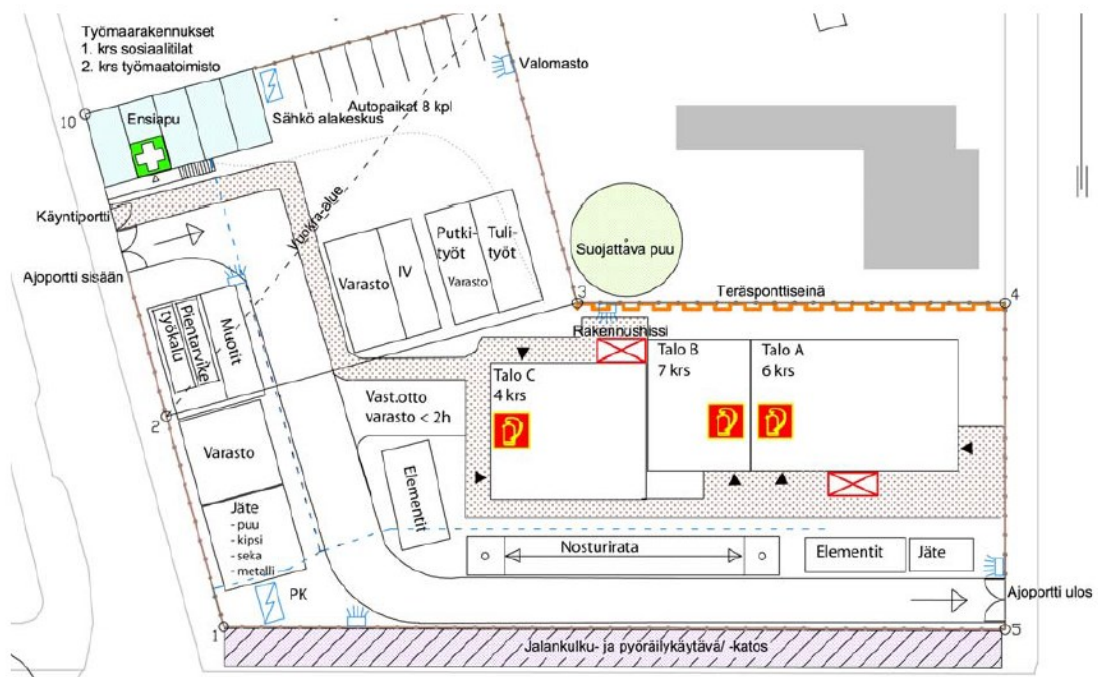 Työmaarakennukset
1. krs sosiaalitilat
2. krs työmaatoimisto
Valomasto
10
Ensiapu
Autopaikat 8 kpl
Sähkö alakeskus
Käyntiportti
Vuokra-alue
Putki-
työt
Varasto
Tuli-
työt
IV
Varasto
Suojattava puu
Ajoportti sisään
Teräsponttiseinä
3
4
Pientarvike
työkalu
Muotit
Rakennushissi
Talo C
4 krs
Talo B
7 krs
Talo A
6 krs
Vast.otto
varasto < 2h
2
Varasto
Elementit
Jäte
- puu
- kipsi
- seka
- metalli
Nosturirata
Elementit
Jäte
PK
Ajoportti ulos
1
5
Jalankulku- ja pyöräilykäytävä/ -katos